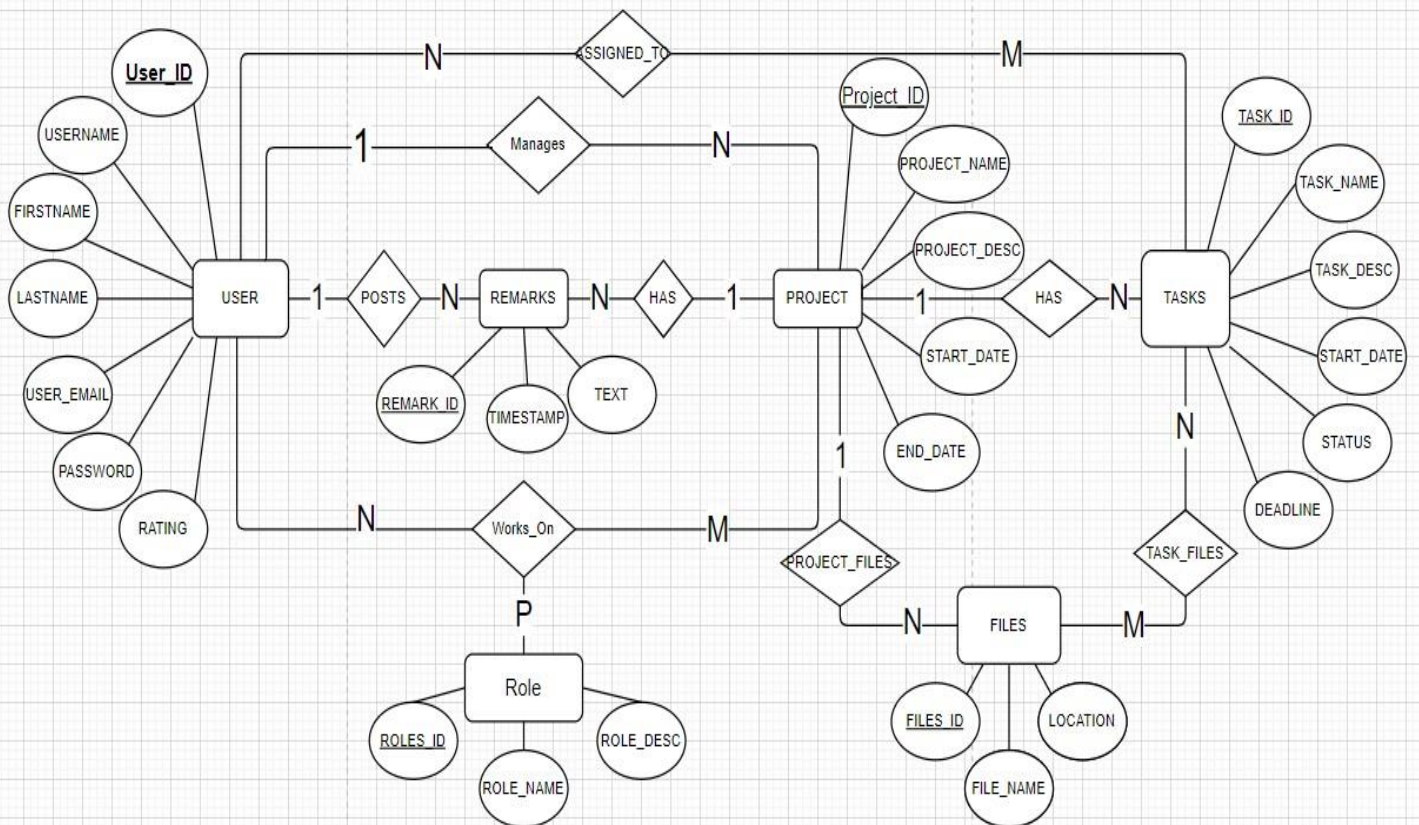 N
ASSIGNED_TO
M
User_ID
Project_ID
TASK_ID
USERNAME
1
Manages
N
PROJECT_NAME
TASK_NAME
FIRSTNAME
PROJECT_DESC
TASK_DESC
LASTNAME
USER
1
POSTS
N
REMARKS
N
HAS
1
PROJECT
1
HAS
N
TASKS
START_DATE
START_DATE
USER_EMAIL
REMARK_ID
TIMESTAMP
TEXT
N
STATUS
PASSWORD
1
END_DATE
DEADLINE
RATING
N
Works_On
M
PROJECT_FILES
TASK_FILES
P
N
FILES
M
Role
ROLES_ID
ROLE_NAME
ROLE_DESC
FILES_ID
FILE_NAME
LOCATION